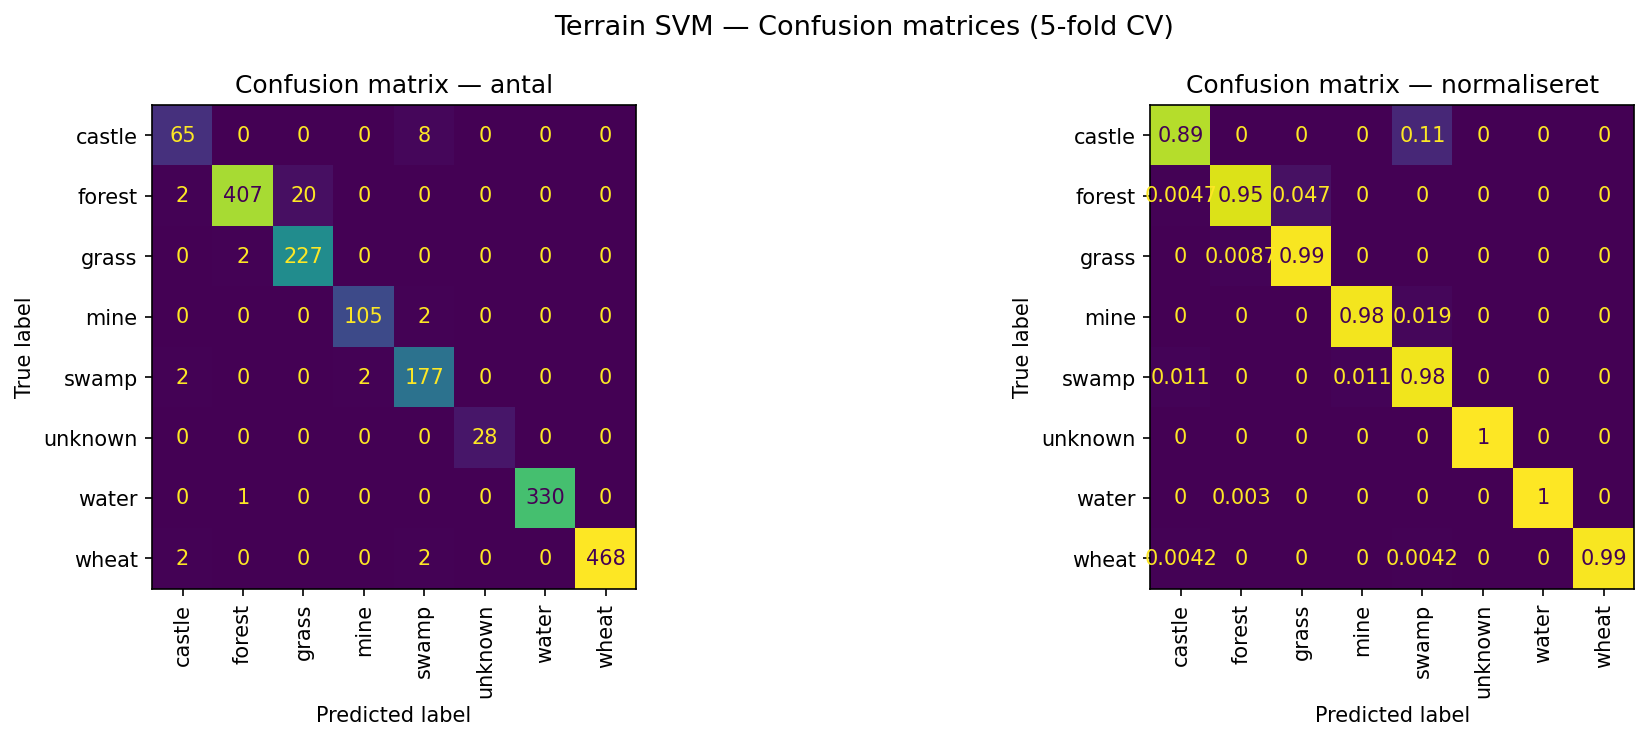 Terrain SVM — Confusion matrices (5-fold CV)
Confusion matrix — antal
True label
castle 65 0 0 0 8 0 0 0
forest 2 407 20 0 0 0 0 0
grass 0 2 227 0 0 0 0 0
mine 0 0 0 105 2 0 0 0
swamp 2 0 0 2 177 0 0 0
unknown 0 0 0 0 0 28 0 0
water 0 1 0 0 0 0 330 0
wheat 2 0 0 0 2 0 0 468
castle forest grass mine swamp unknown water wheat
Predicted label
Confusion matrix — normaliseret
True label
castle 0.89 0 0 0 0.11 0 0 0
forest 0.0047 0.95 0.047 0 0 0 0 0
grass 0 0.0087 0.99 0 0 0 0 0
mine 0 0 0 0.98 0.019 0 0 0
swamp 0.011 0 0 0.011 0.98 0 0 0
unknown 0 0 0 0 0 1 0 0
water 0 0.003 0 0 0 0 1 0
wheat 0.0042 0 0 0 0.0042 0 0 0.99
castle forest grass mine swamp unknown water wheat
Predicted label